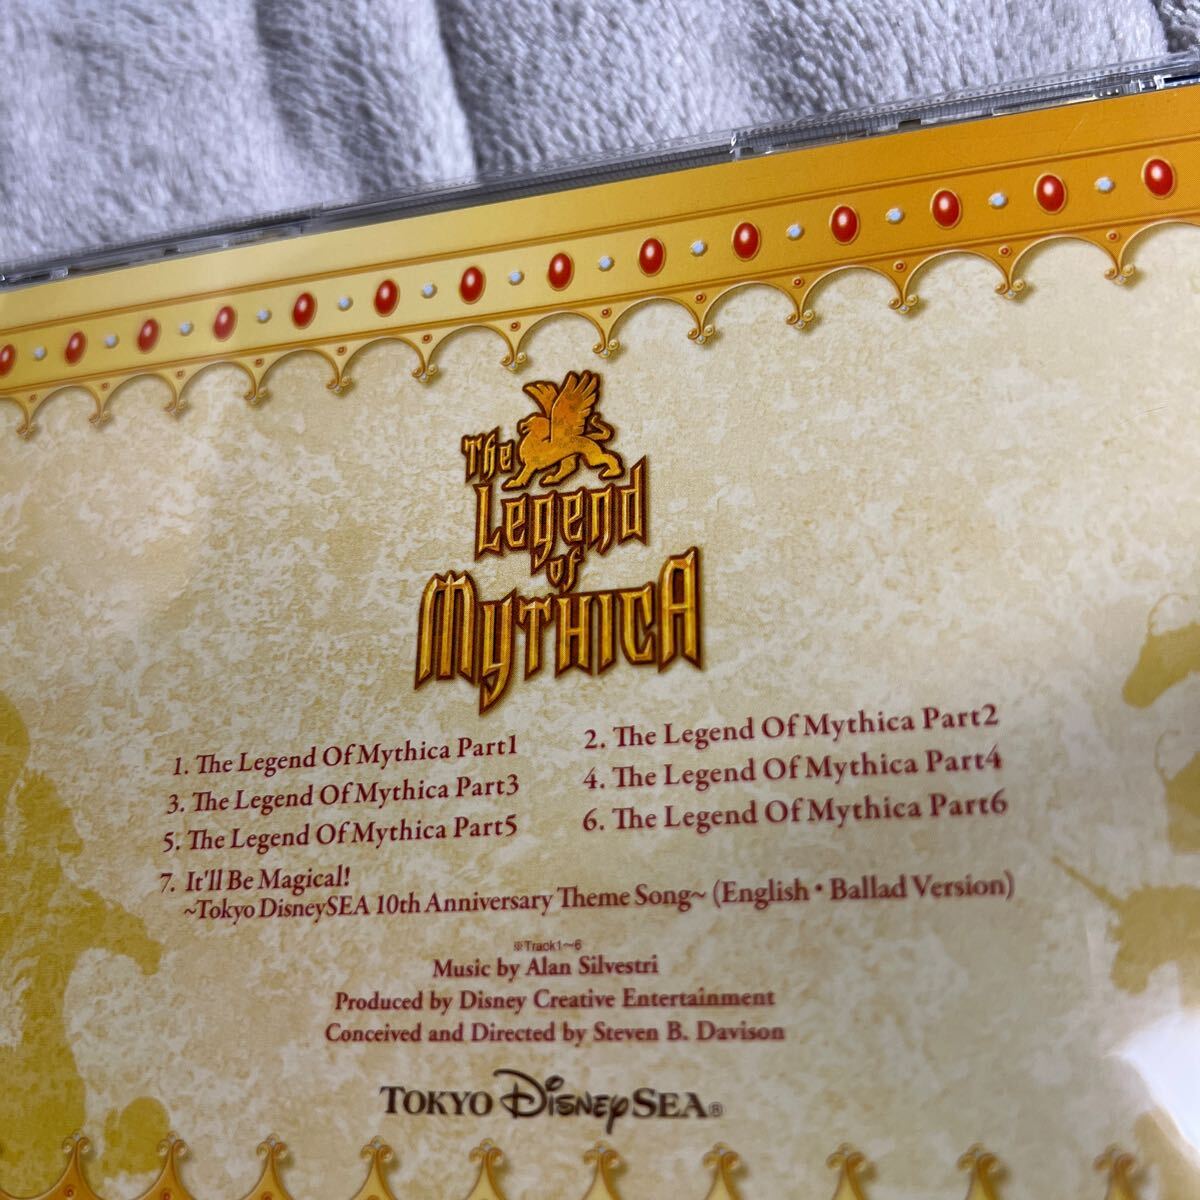 The
Legend
of
Mythica
1. The Legend Of Mythica Part1
2. The Legend Of Mythica Part2
3. The Legend Of Mythica Part3
4. The Legend Of Mythica Part4
5. The Legend Of Mythica Part5
6. The Legend Of Mythica Part6
7. It'll Be Magical!
~Tokyo DisneySEA 10th Anniversary Theme Song~ (English・Ballad Version)
※Track1~6
Music by Alan Silvestri
Produced by Disney Creative Entertainment
Conceived and Directed by Steven B. Davison
TOKYO DISNEYSEA®